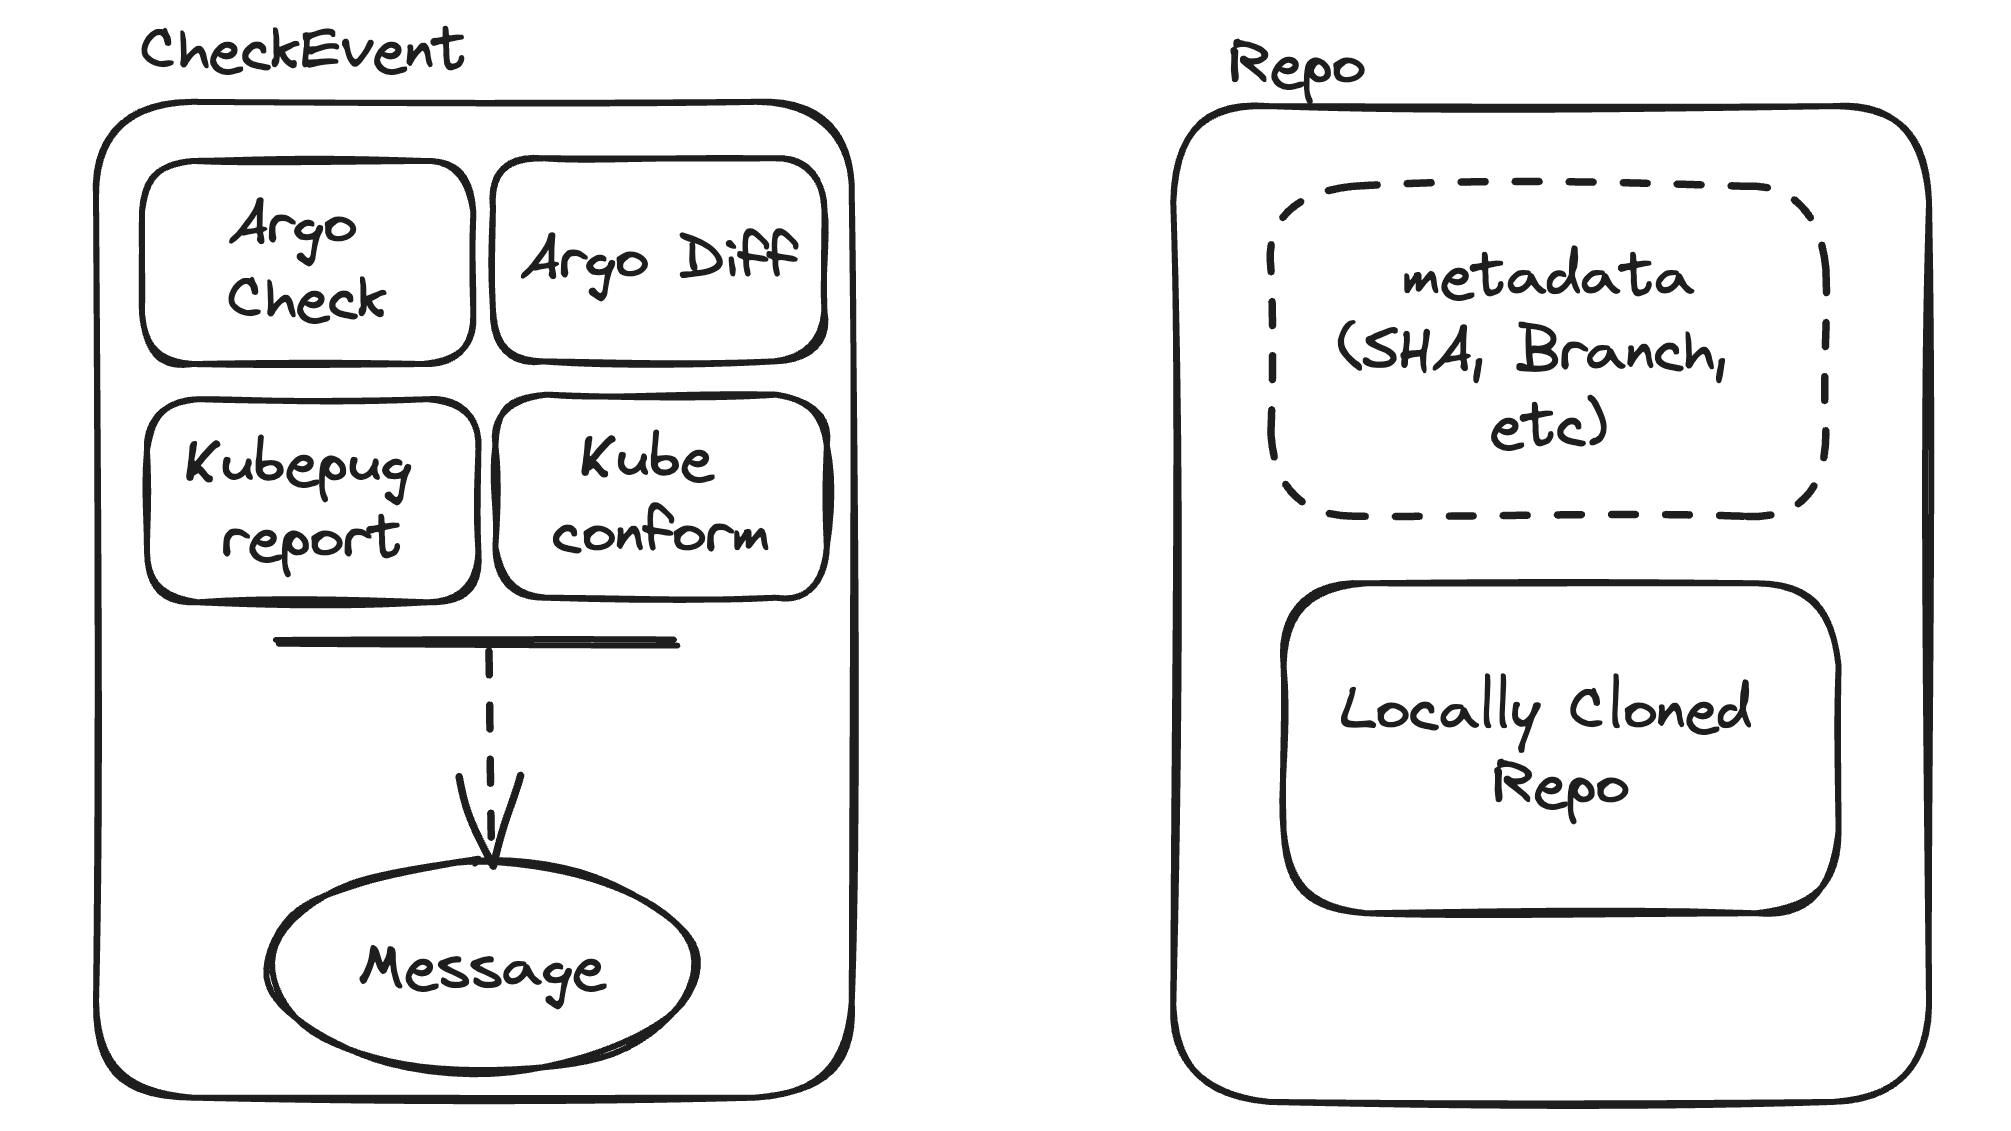 CheckEvent
Argo
Check
Argo Diff
Kubepug
report
Kube
conform
Message
Repo
metadata
(SHA, Branch,
etc)
Locally Cloned
Repo